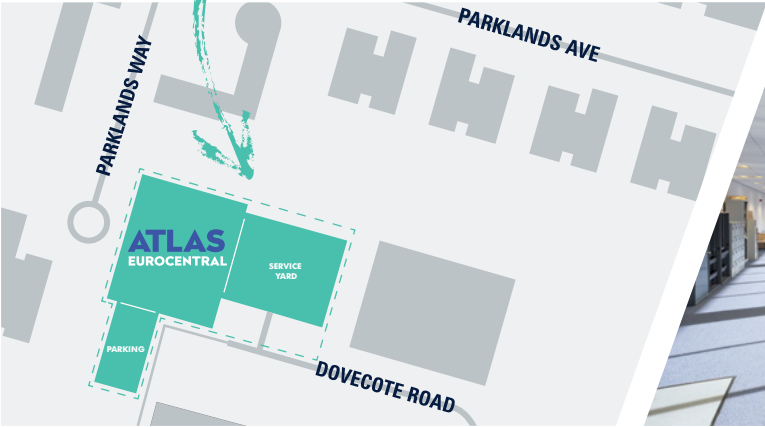 PARKLANDS AVE
PARKLANDS WAY
ATLAS
EUROCENTRAL
SERVICE
YARD
PARKING
DOVECOTE ROAD